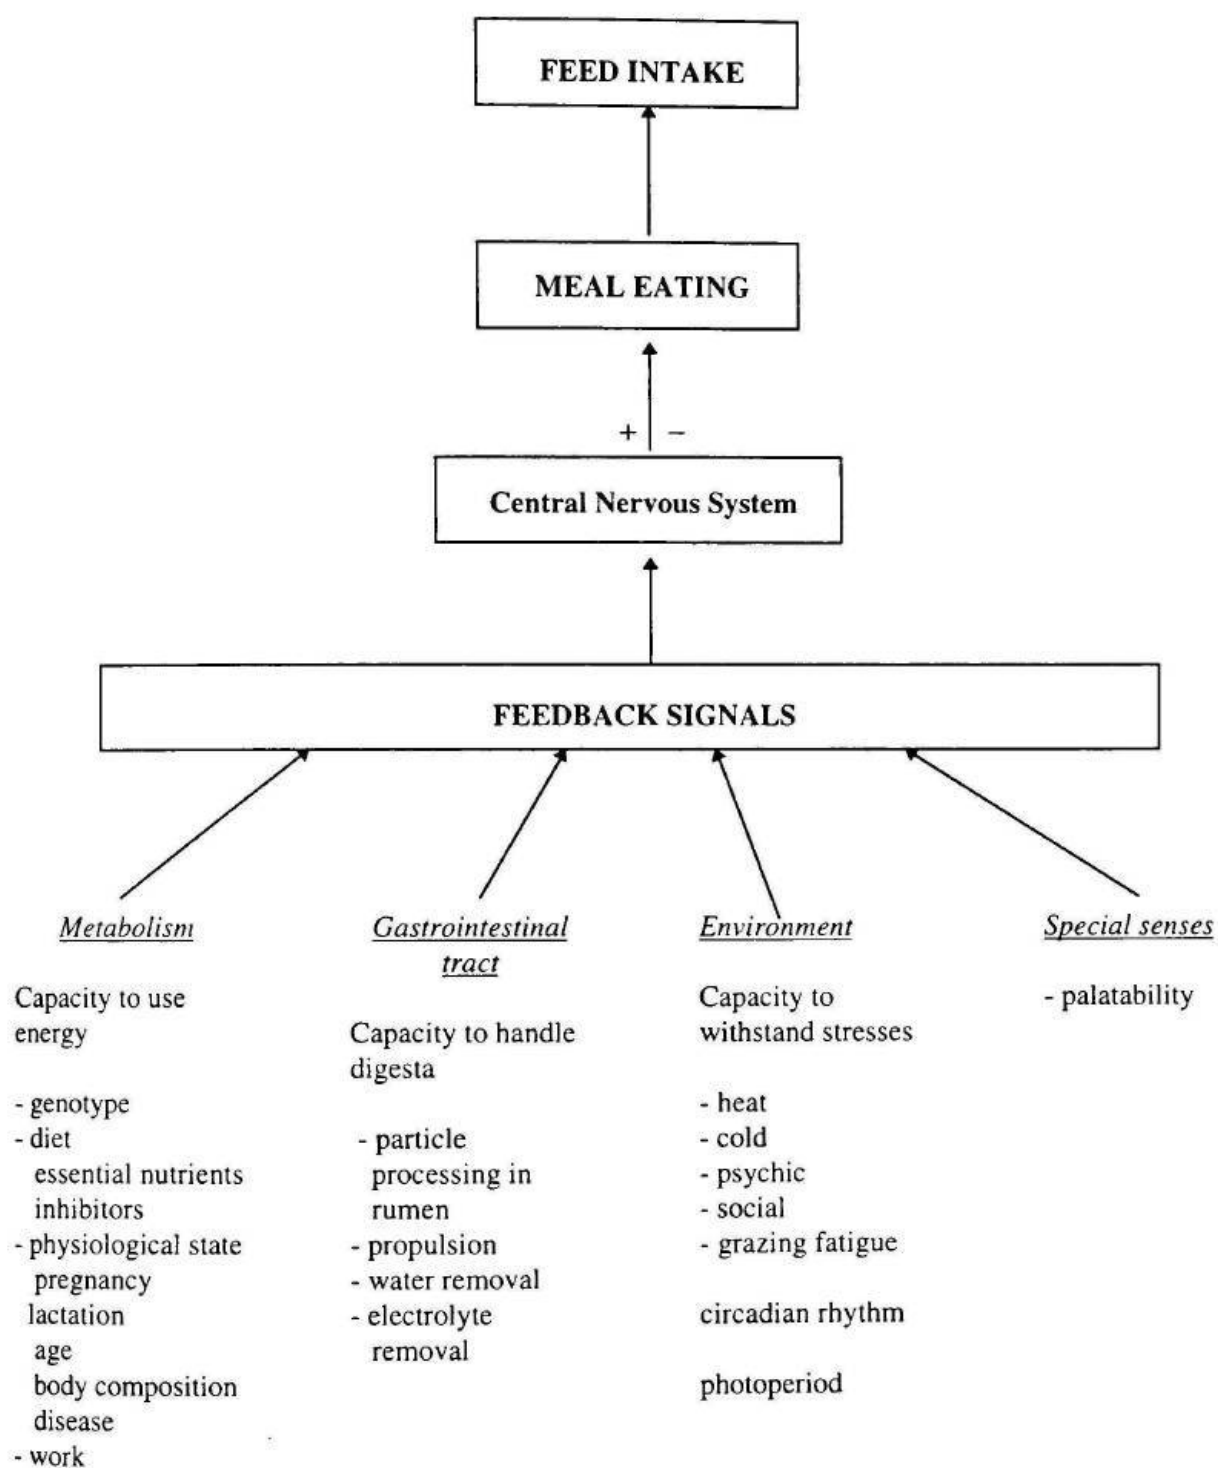 FEED INTAKE
MEAL EATING
+ −
Central Nervous System
FEEDBACK SIGNALS
Metabolism
Capacity to use
energy
- genotype
- diet
essential nutrients
inhibitors
- physiological state
pregnancy
lactation
age
body composition
disease
- work
Gastrointestinal
tract
Capacity to handle
digesta
- particle
processing in
rumen
- propulsion
- water removal
- electrolyte
removal
Environment
Capacity to
withstand stresses
- heat
- cold
- psychic
- social
- grazing fatigue
circadian rhythm
photoperiod
Special senses
- palatability